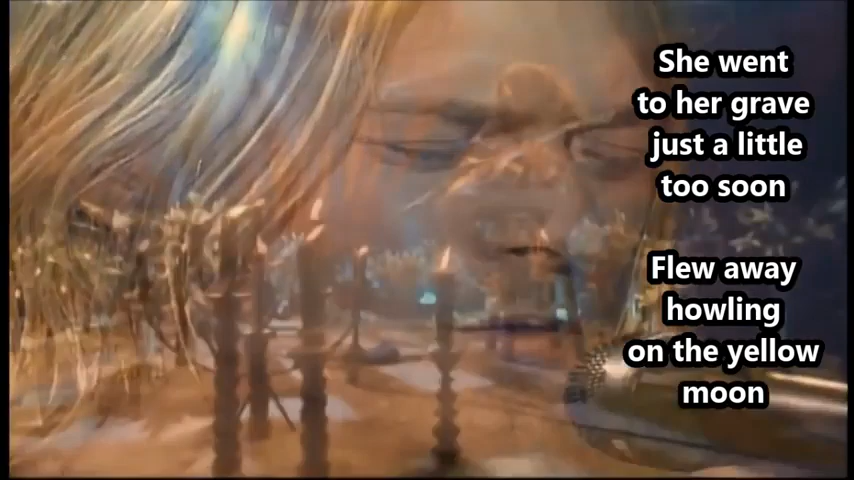 She went
to her grave
just a little
too soon
Flew away
howling
on the yellow
moon